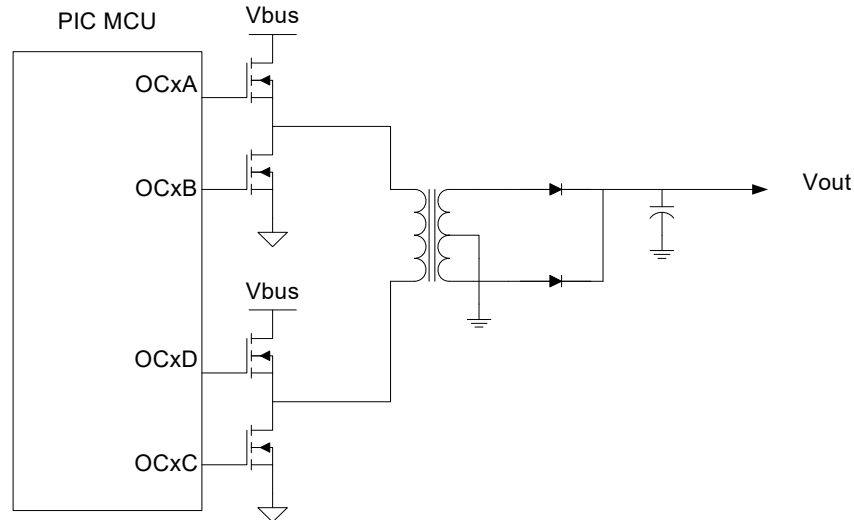 PIC MCU
Vbus
OCxA
OCxB
Vout
Vbus
OCxD
OCxC